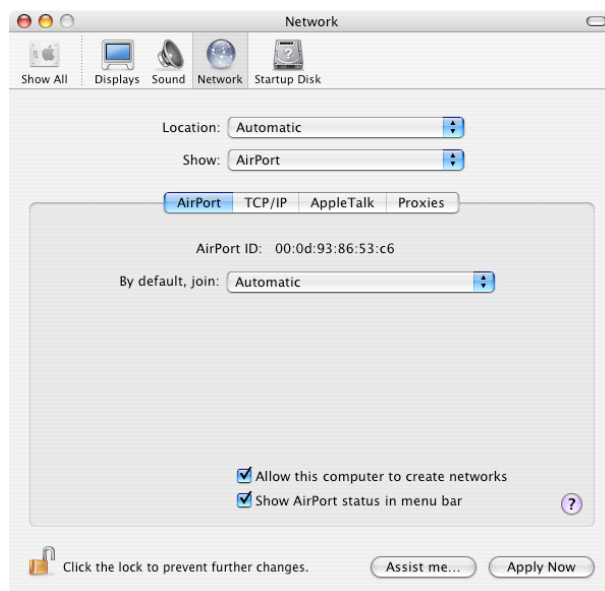 Network
Show All Displays Sound Network Startup Disk
Location: Automatic
Show: AirPort
AirPort TCP/IP AppleTalk Proxies
AirPort ID: 00:0d:93:86:53:c6
By default, join: Automatic
Allow this computer to create networks
Show AirPort status in menu bar
?
Click the lock to prevent further changes. Assist me... Apply Now